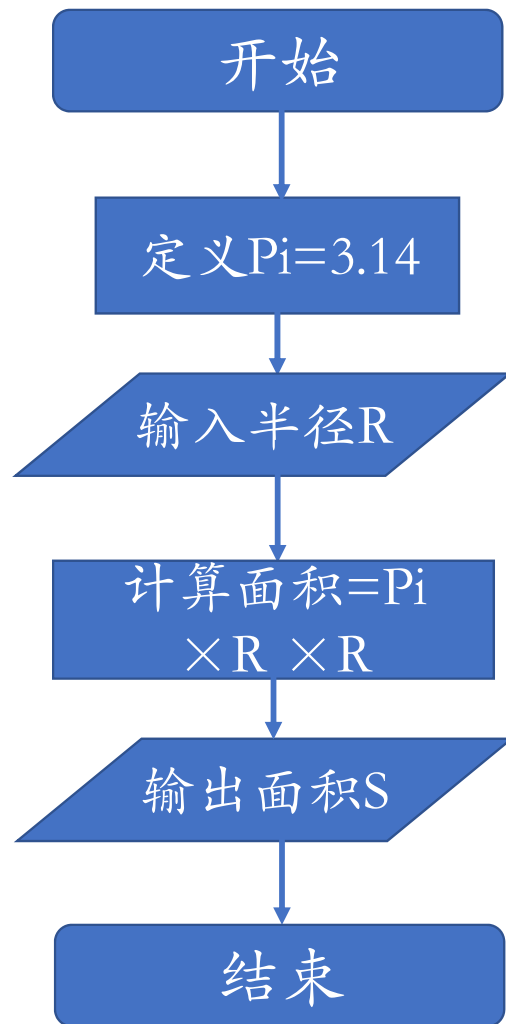 开始
定义Pi=3.14
输入半径R
计算面积=Pi
×R ×R
输出面积S
结束